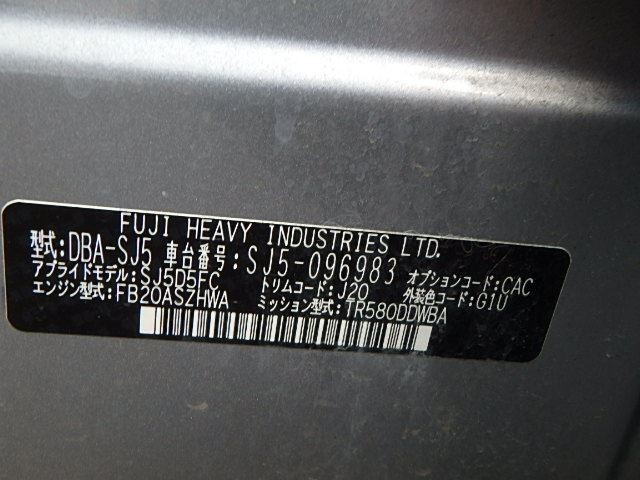 FUJI HEAVY INDUSTRIES LTD.
型式:DBA-SJ5 車台番号:SJ5-096983
アプライドモデル:SJ5D5FC トリムコード:J20 オプションコード:CAC
エンジン型式:FB20ASZHWA ミッション型式:TR580DDWBA 外装色コード:G1U